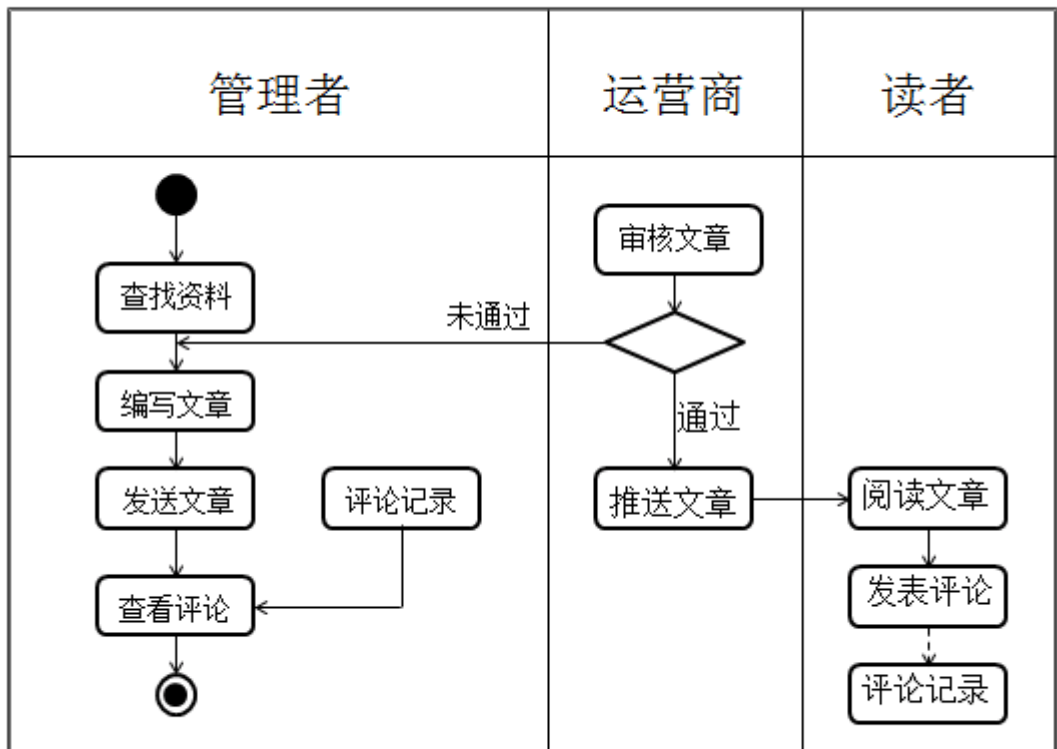 管理者
运营商
读者
审核文章
查找资料
未通过
编写文章
通过
发送文章
评论记录
推送文章
阅读文章
查看评论
发表评论
评论记录